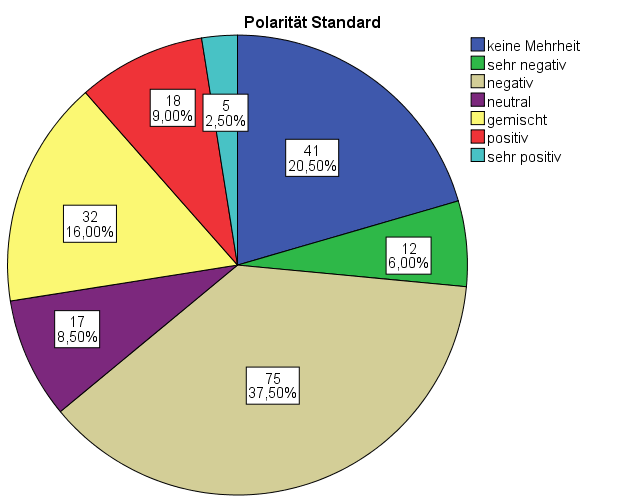 Polarität Standard
keine Mehrheit
sehr negativ
negativ
neutral
gemischt
positiv
sehr positiv
18
9,00%
5
2,50%
41
20,50%
32
16,00%
12
6,00%
17
8,50%
75
37,50%